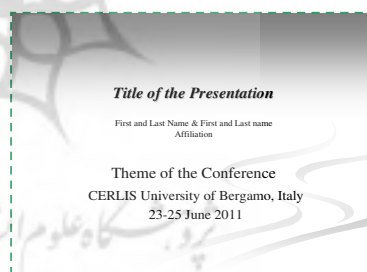 Title of the Presentation
First and Last Name & First and Last name
Affiliation
Theme of the Conference
CERLIS University of Bergamo, Italy
23-25 June 2011